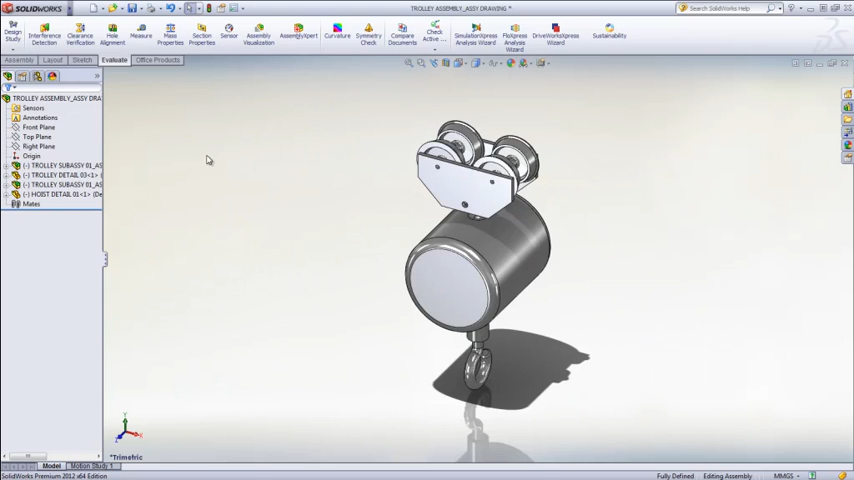 SOLIDWORKS
TROLLEY ASSEMBLY_ASSY DRAWING *
Search SolidWorks Help
Design Study
Interference Detection
Clearance Verification
Hole Alignment
Measure
Mass Properties
Section Properties
Sensor
Assembly Visualization
AssemblyXpert
Curvature
Symmetry Check
Compare Documents
Check Active ...
SimulationXpress Analysis Wizard
FloXpress Analysis Wizard
DriveWorksXpress Wizard
Sustainability
Assembly
Layout
Sketch
Evaluate
Office Products
TROLLEY ASSEMBLY_ASSY DRAW
Sensors
Annotations
Front Plane
Top Plane
Right Plane
Origin
(-) TROLLEY SUBASSY 01_AS
(-) TROLLEY DETAIL 03<1> (
(-) TROLLEY SUBASSY 01_AS
(-) HOIST DETAIL 01<1> (De
Mates
Y
X
Z
*Trimetric
Model
Motion Study 1
SolidWorks Premium 2012 x64 Edition
Fully Defined
Editing Assembly
MMGS